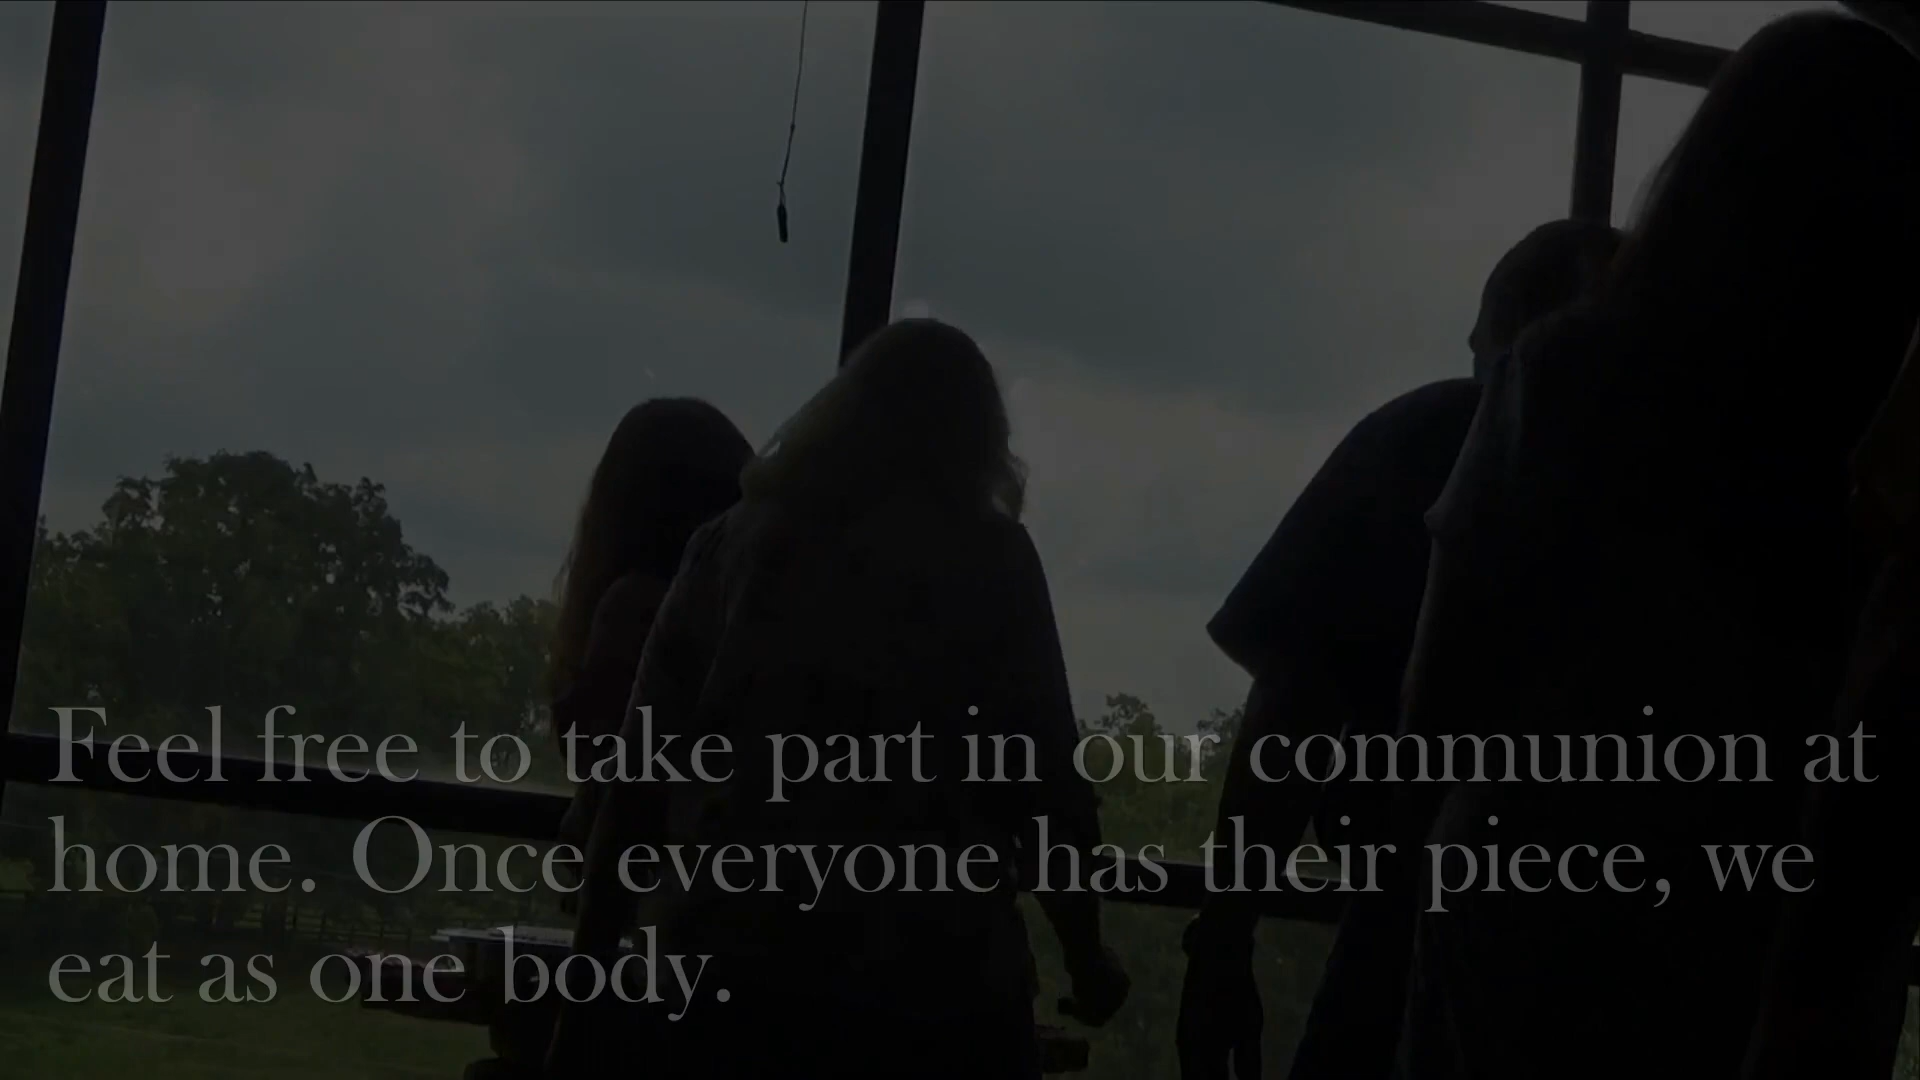 Feel free to take part in our communion at
home. Once everyone has their piece, we
eat as one body.